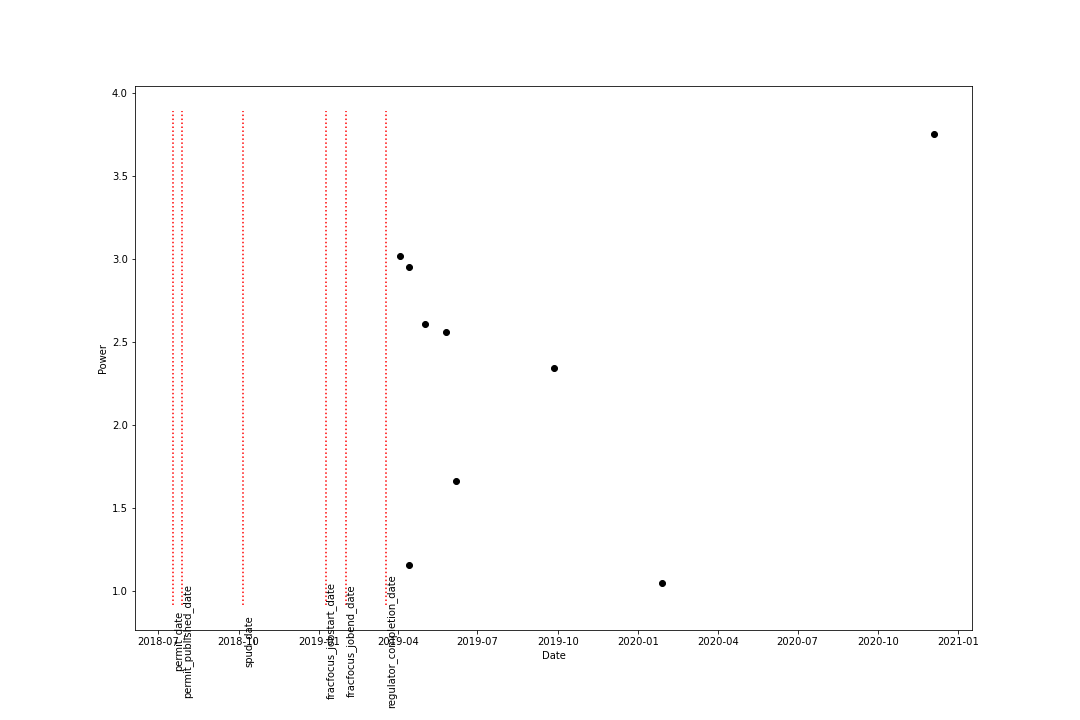 4.0
3.5
3.0
2.5
2.0
1.5
1.0
Power
2018-07
2018-10
2019-01
2019-04
2019-07
2019-10
2020-01
2020-04
2020-07
2020-10
2021-01
Date
permit_date
permit_published_date
spud_date
fracfocus_jobstart_date
fracfocus_jobend_date
regulator_completion_date